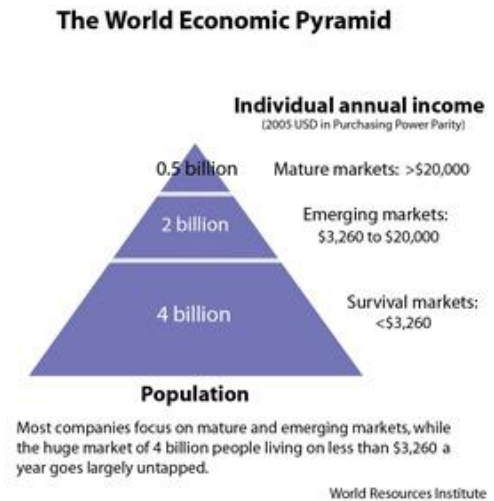 The World Economic Pyramid
Individual annual income
(2005 USD in Purchasing Power Parity)
0.5 billion
Mature markets: >$20,000
2 billion
Emerging markets:
$3,260 to $20,000
4 billion
Survival markets:
<$3,260
Population
Most companies focus on mature and emerging markets, while
the huge market of 4 billion people living on less than $3,260 a
year goes largely untapped.
World Resources Institute